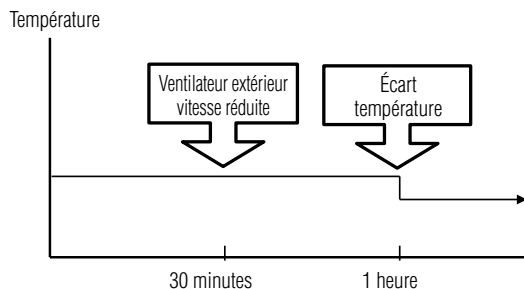 Température
Ventilateur extérieur
vitesse réduite
Écart
température
30 minutes
1 heure